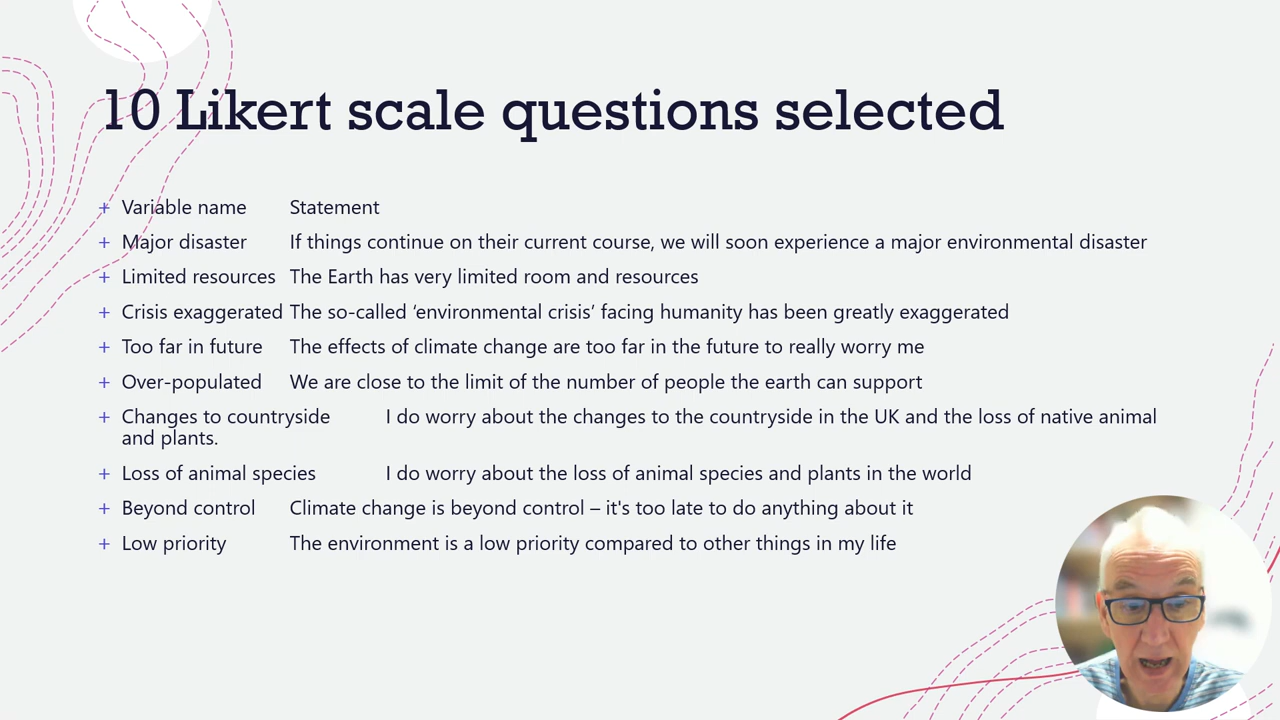 10 Likert scale questions selected
+ Variable name Statement
+ Major disaster If things continue on their current course, we will soon experience a major environmental disaster
+ Limited resources The Earth has very limited room and resources
+ Crisis exaggerated The so-called ‘environmental crisis’ facing humanity has been greatly exaggerated
+ Too far in future The effects of climate change are too far in the future to really worry me
+ Over-populated We are close to the limit of the number of people the earth can support
+ Changes to countryside I do worry about the changes to the countryside in the UK and the loss of native animal
and plants.
+ Loss of animal species I do worry about the loss of animal species and plants in the world
+ Beyond control Climate change is beyond control – it's too late to do anything about it
+ Low priority The environment is a low priority compared to other things in my life